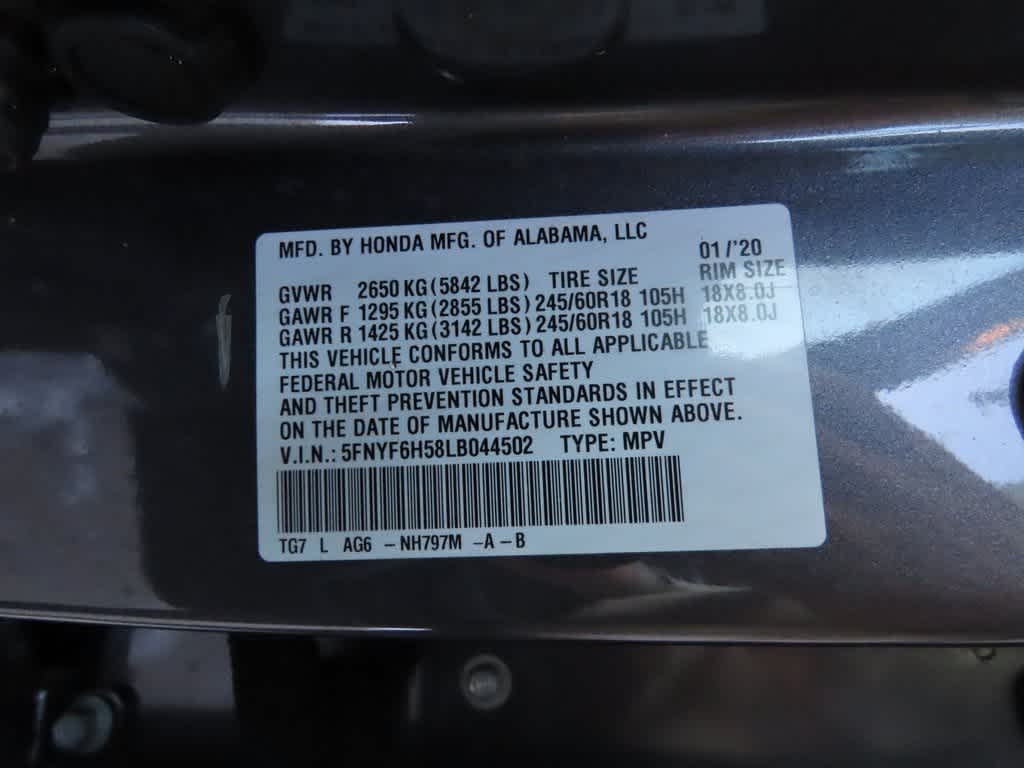 MFD. BY HONDA MFG. OF ALABAMA, LLC 01/'20
GVWR 2650 KG (5842 LBS) TIRE SIZE RIM SIZE
GAWR F 1295 KG (2855 LBS) 245/60R18 105H 18X8.0J
GAWR R 1425 KG (3142 LBS) 245/60R18 105H 18X8.0J
THIS VEHICLE CONFORMS TO ALL APPLICABLE
FEDERAL MOTOR VEHICLE SAFETY
AND THEFT PREVENTION STANDARDS IN EFFECT
ON THE DATE OF MANUFACTURE SHOWN ABOVE.
V.I.N.: 5FNYF6H58LB044502 TYPE: MPV
TG7 L AG6 -NH797M -A-B